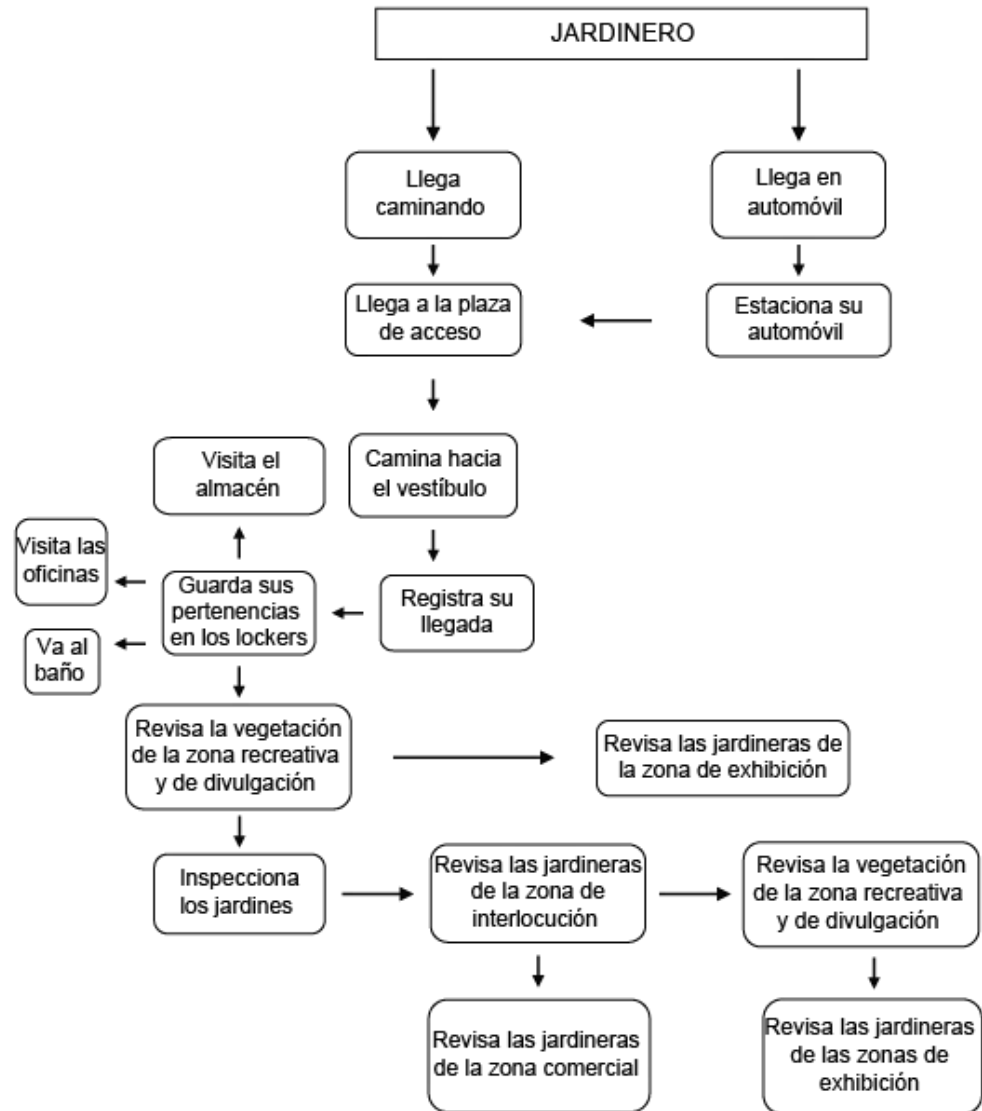 JARDINERO
Llega
caminando
Llega en
automóvil
Llega a la plaza
de acceso
Estaciona su
automóvil
Visita el
almacén
Camina hacia
el vestíbulo
Visita las
oficinas
Guarda sus
pertenencias
en los lockers
Registra su
llegada
Va al
baño
Revisa la vegetación
de la zona recreativa
y de divulgación
Revisa las jardineras de
la zona de exhibición
Inspecciona
los jardines
Revisa las jardineras
de la zona de
interlocución
Revisa la vegetación
de la zona recreativa
y de divulgación
Revisa las jardineras
de la zona comercial
Revisa las jardineras
de las zonas de
exhibición